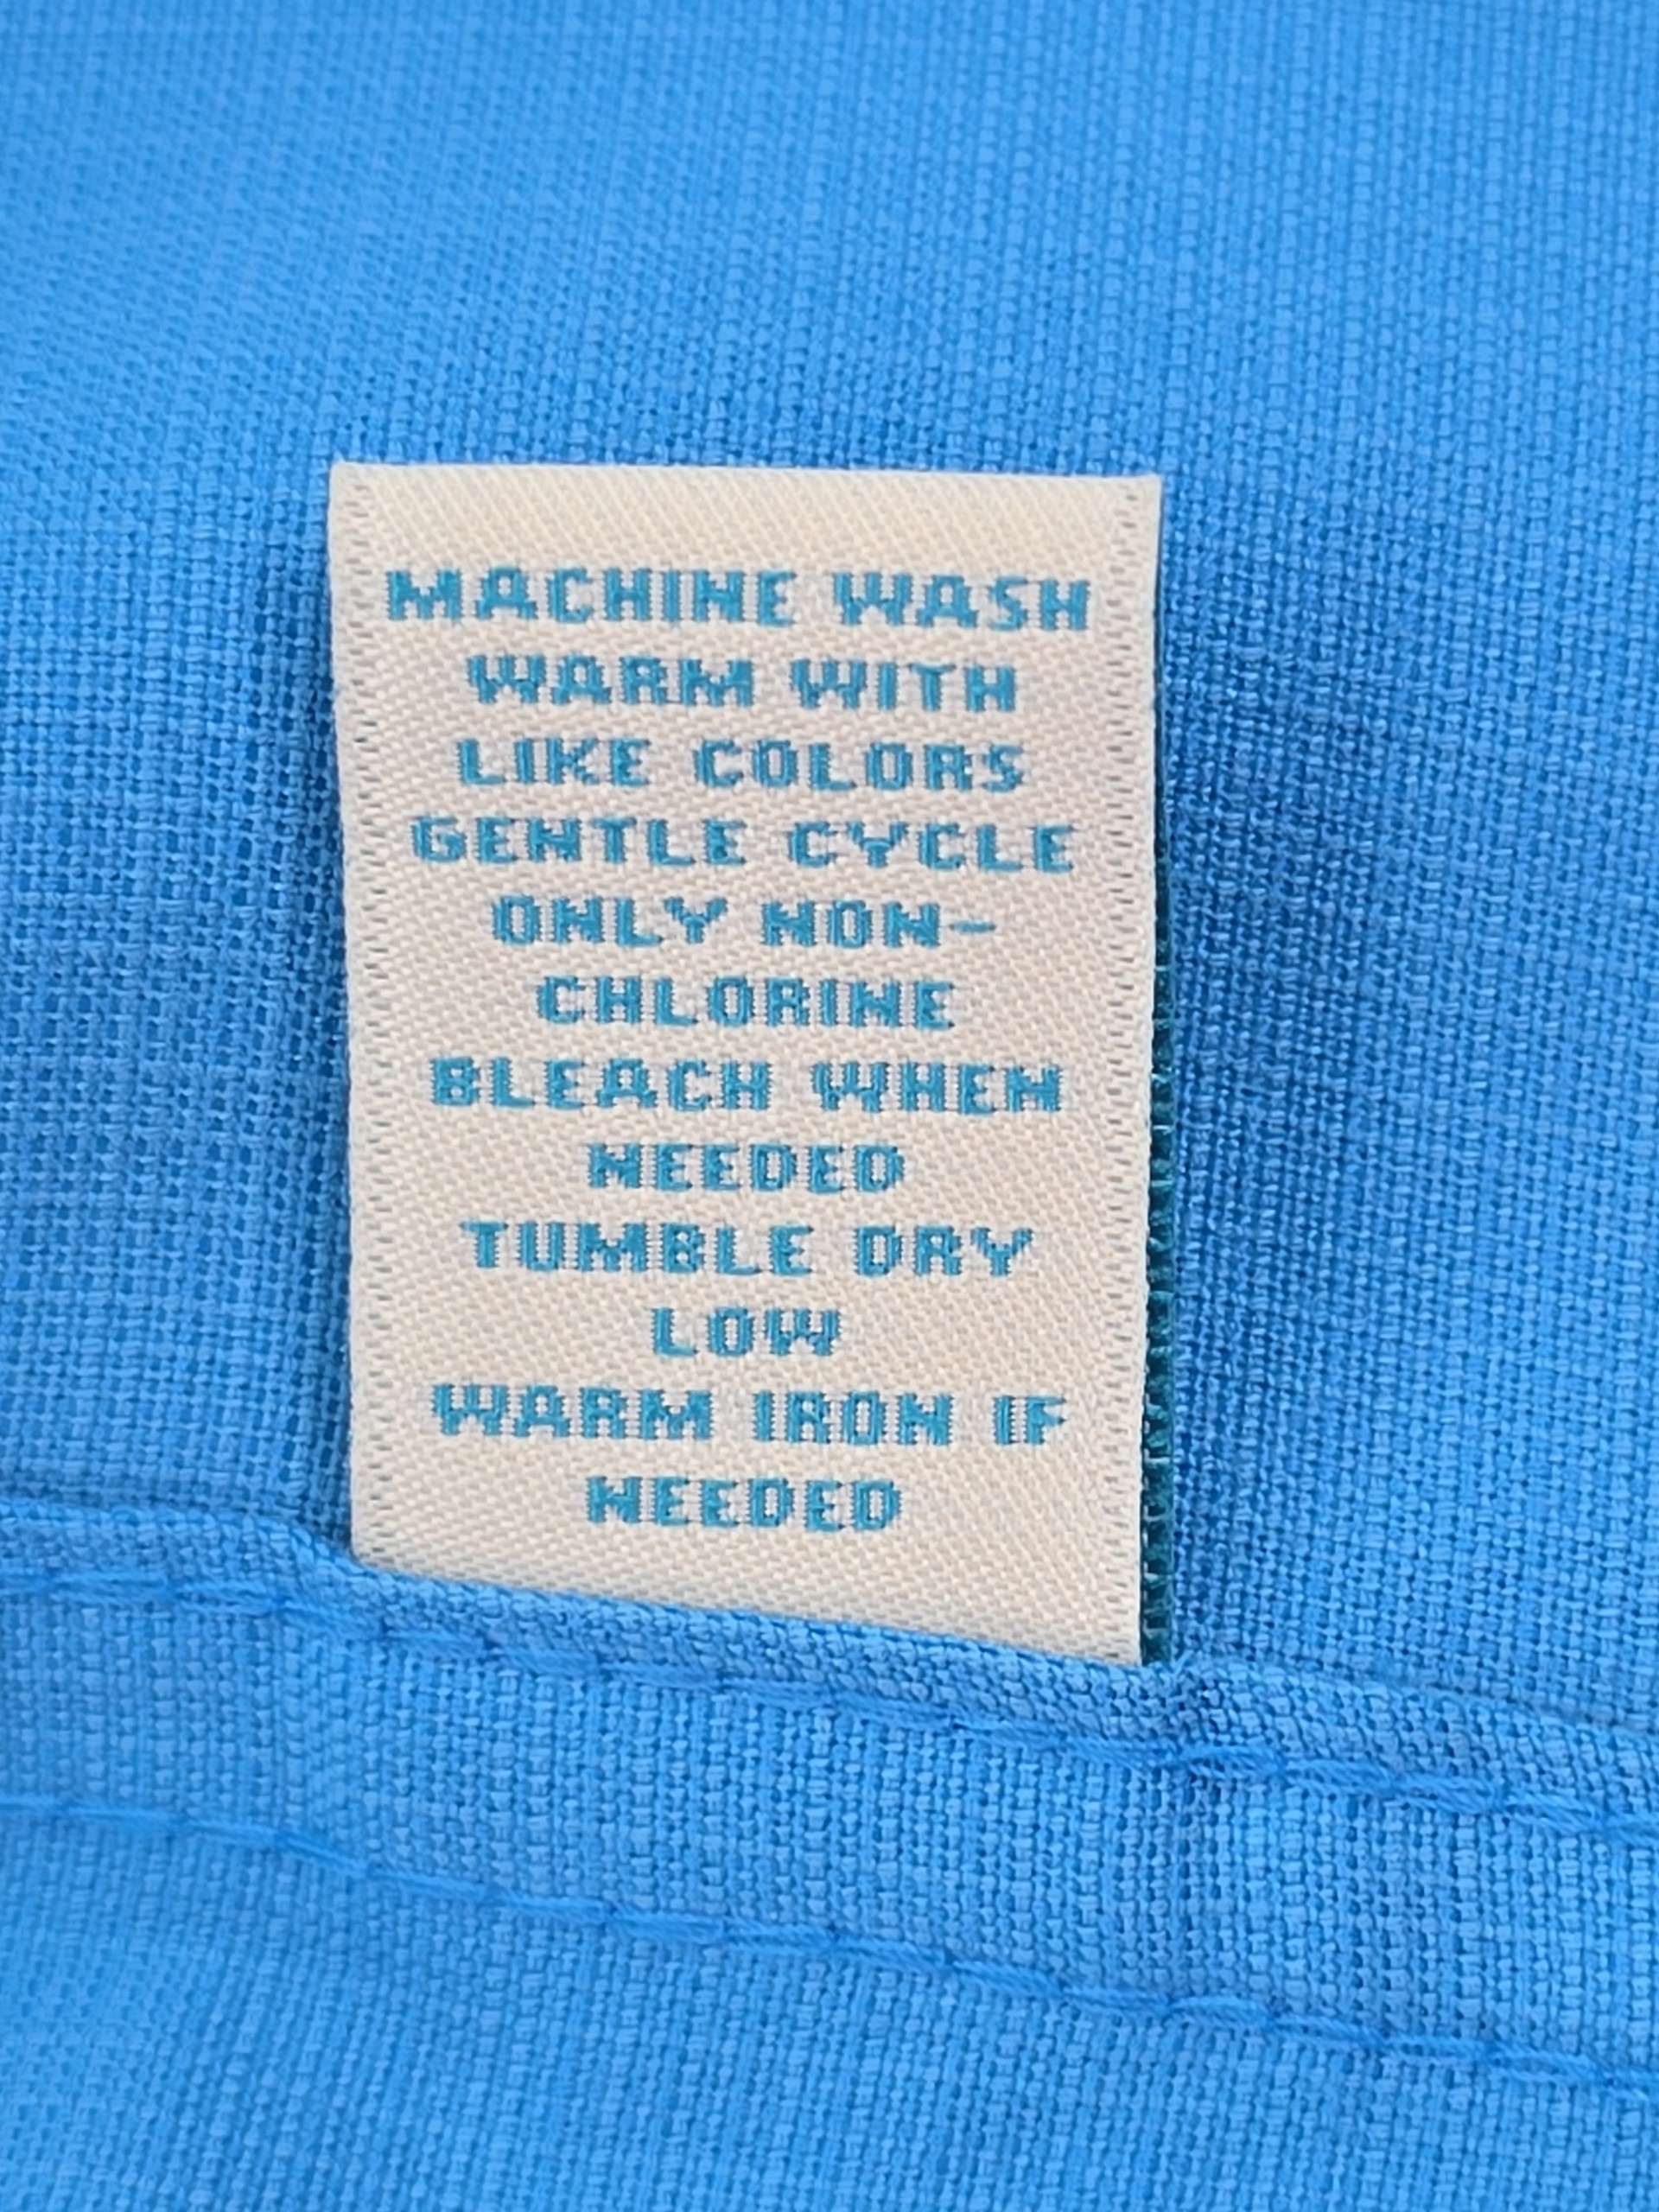 MACHINE WASH
WARM WITH
LIKE COLORS
GENTLE CYCLE
ONLY NON-
CHLORINE
BLEACH WHEN
NEEDED
TUMBLE DRY
LOW
WARM IRON IF
NEEDED